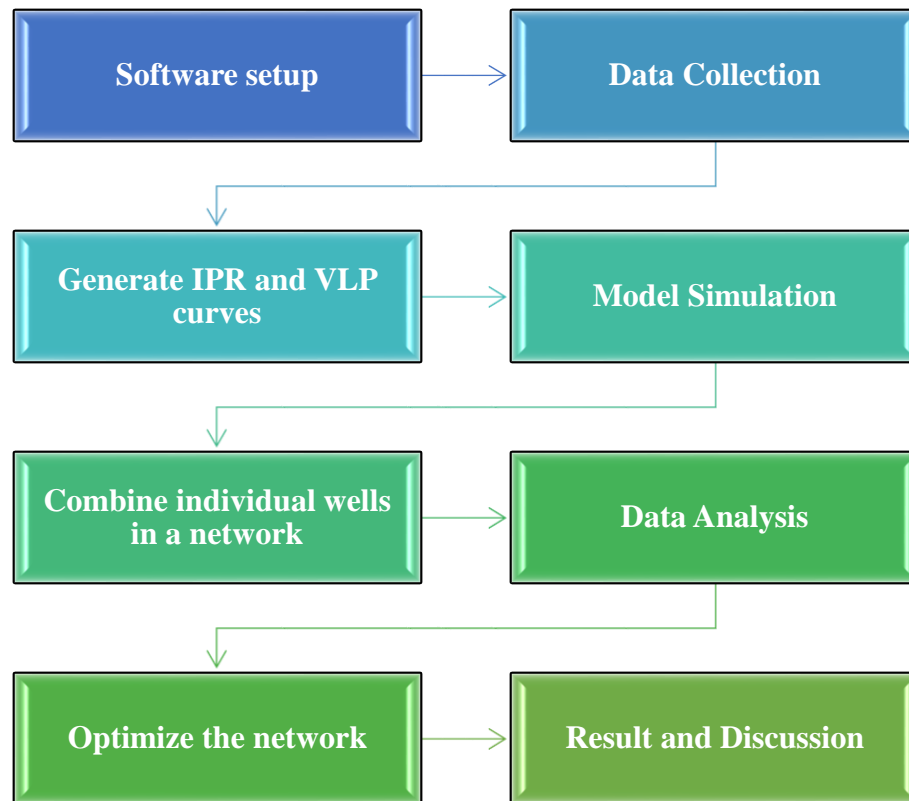 Software setup
Data Collection
Generate IPR and VLP
curves
Model Simulation
Combine individual wells
in a network
Data Analysis
Optimize the network
Result and Discussion